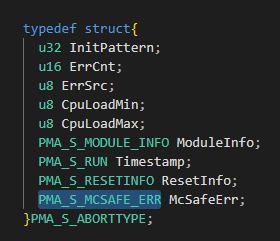 typedef struct{
u32 InitPattern;
u16 ErrCnt;
u8 ErrSrc;
u8 CpuLoadMin;
u8 CpuLoadMax;
PMA_S_MODULE_INFO ModuleInfo;
PMA_S_RUN Timestamp;
PMA_S_RESETINFO ResetInfo;
PMA_S_MCSAFE_ERR McSafeErr;
}PMA_S_ABORTTYPE;